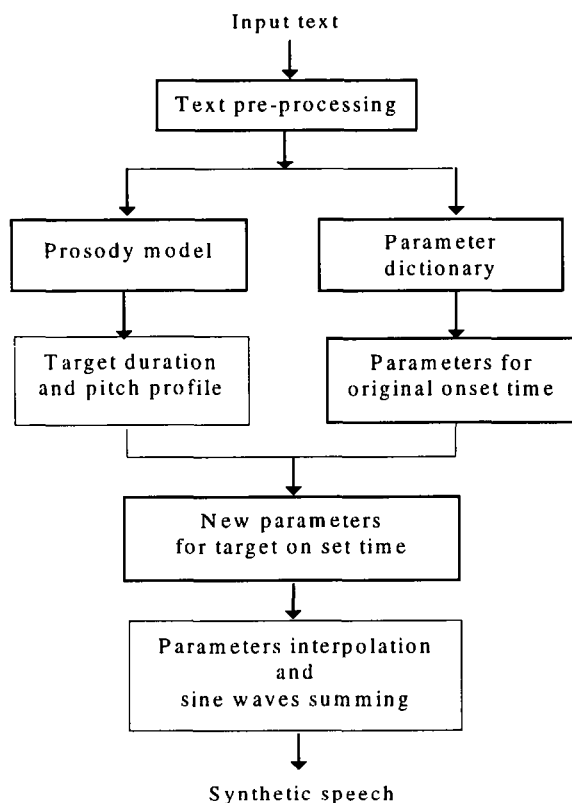 Input text
Text pre-processing
Prosody model
Parameter
dictionary
Target duration
and pitch profile
Parameters for
original onset time
New parameters
for target on set time
Parameters interpolation
and
sine waves summing
Synthetic speech